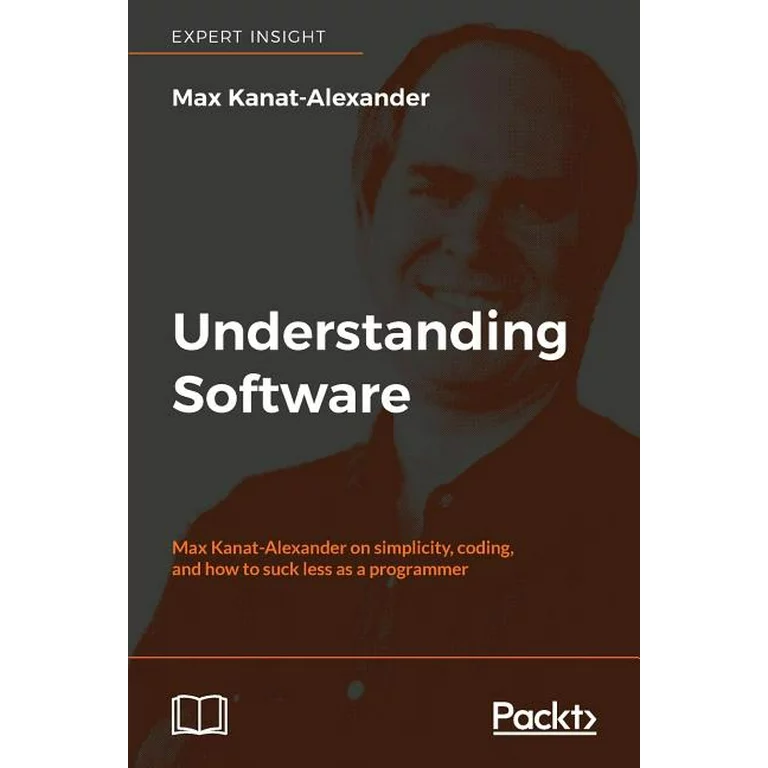 EXPERT INSIGHT
Max Kanat-Alexander
Understanding
Software
Max Kanat-Alexander on simplicity, coding,
and how to suck less as a programmer
Packt>